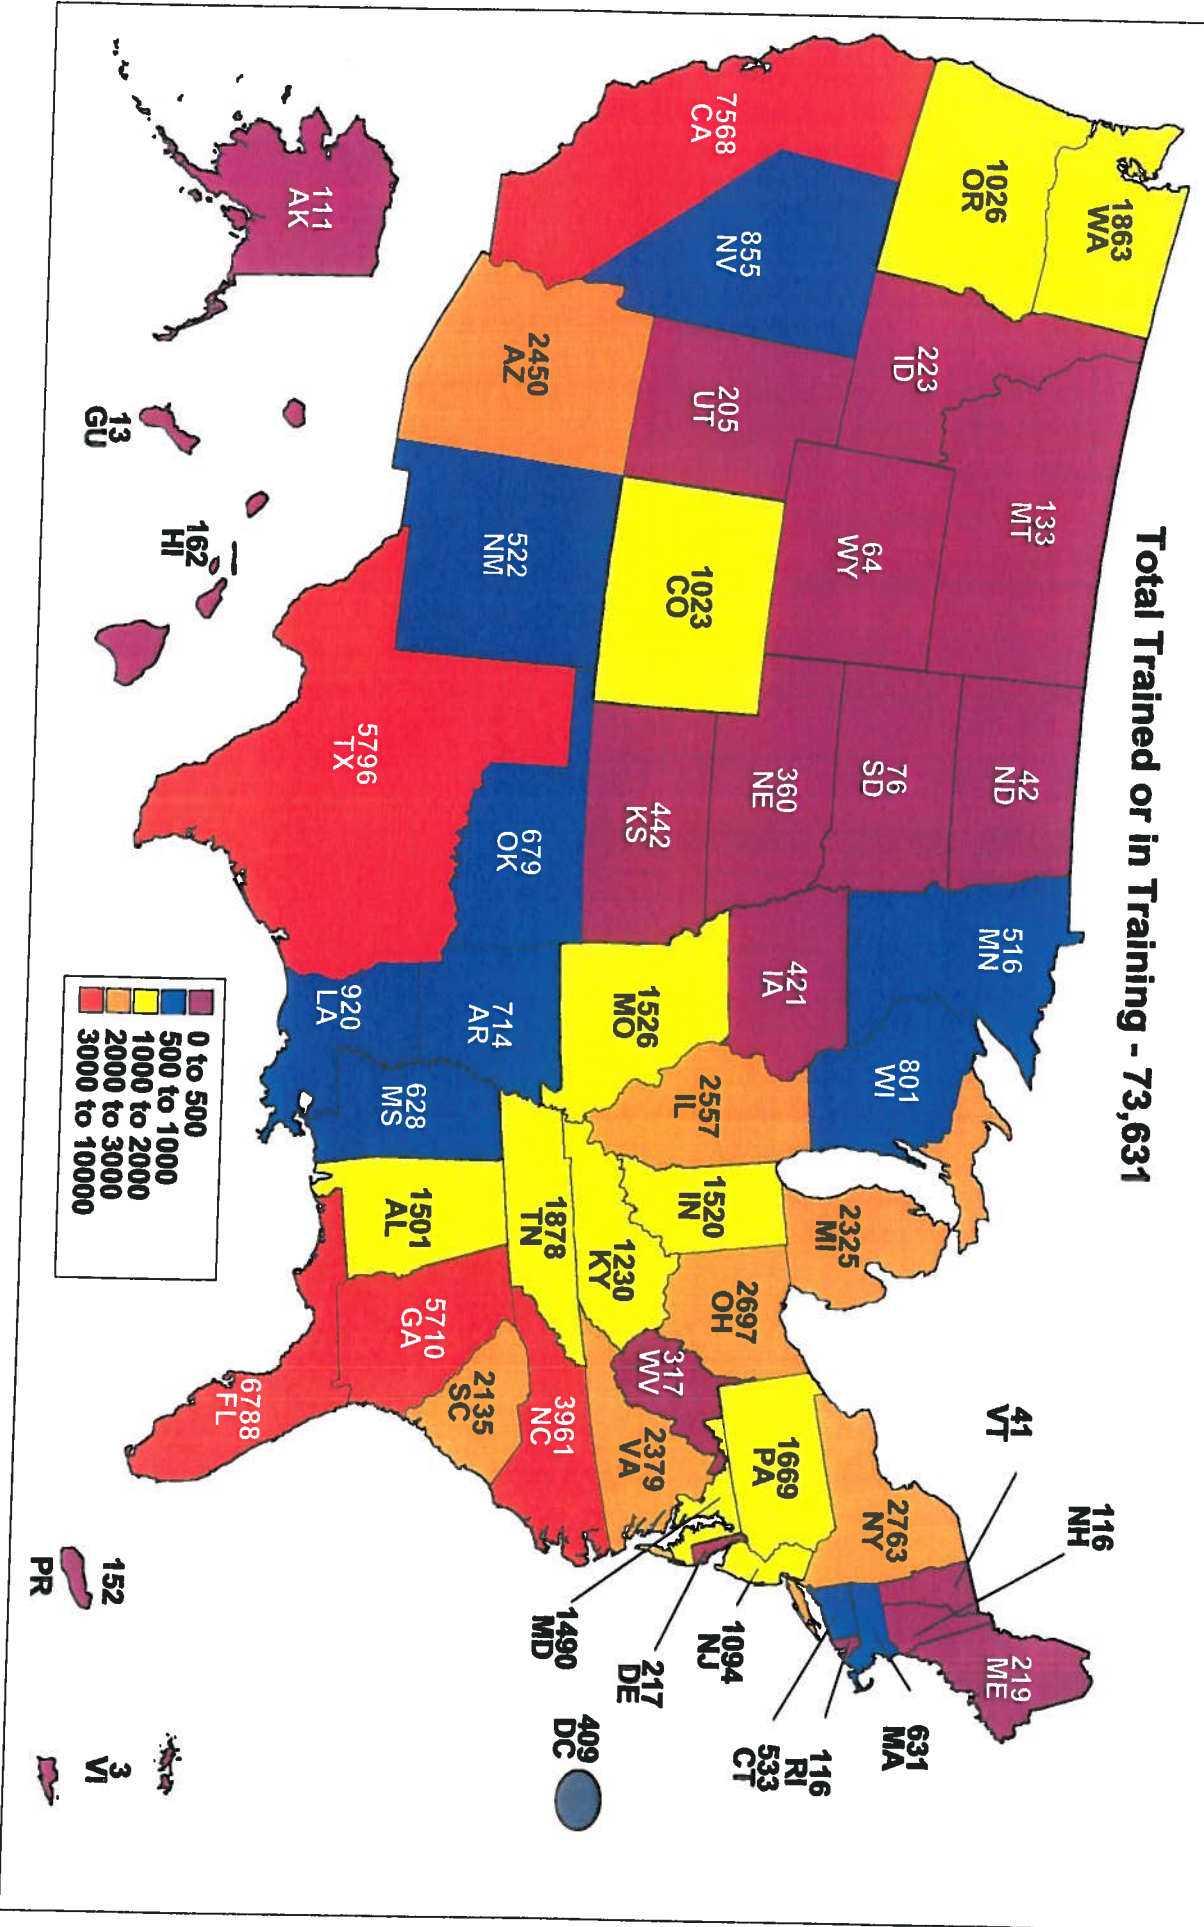 Total Trained or in Training - 73,631
1863
WA
1026
OR
7568
CA
855
NV
223
ID
133
MT
64
WY
205
UT
2450
AZ
1023
CO
522
NM
42
ND
76
SD
360
NE
442
KS
679
OK
5796
TX
516
MN
421
IA
1526
MO
714
AR
920
LA
801
WI
2557
IL
628
MS
2325
MI
1520
IN
2697
OH
1230
KY
1878
TN
1501
AL
5710
GA
6788
FL
2135
SC
3961
NC
2379
VA
317
WV
1669
PA
2763
NY
41
VT
116
NH
219
ME
631
MA
116
RI
533
CT
1094
NJ
217
DE
1490
MD
409
DC
111
AK
13
GU
162
HI
152
PR
3
VI
0 to 500
500 to 1000
1000 to 2000
2000 to 3000
3000 to 10000